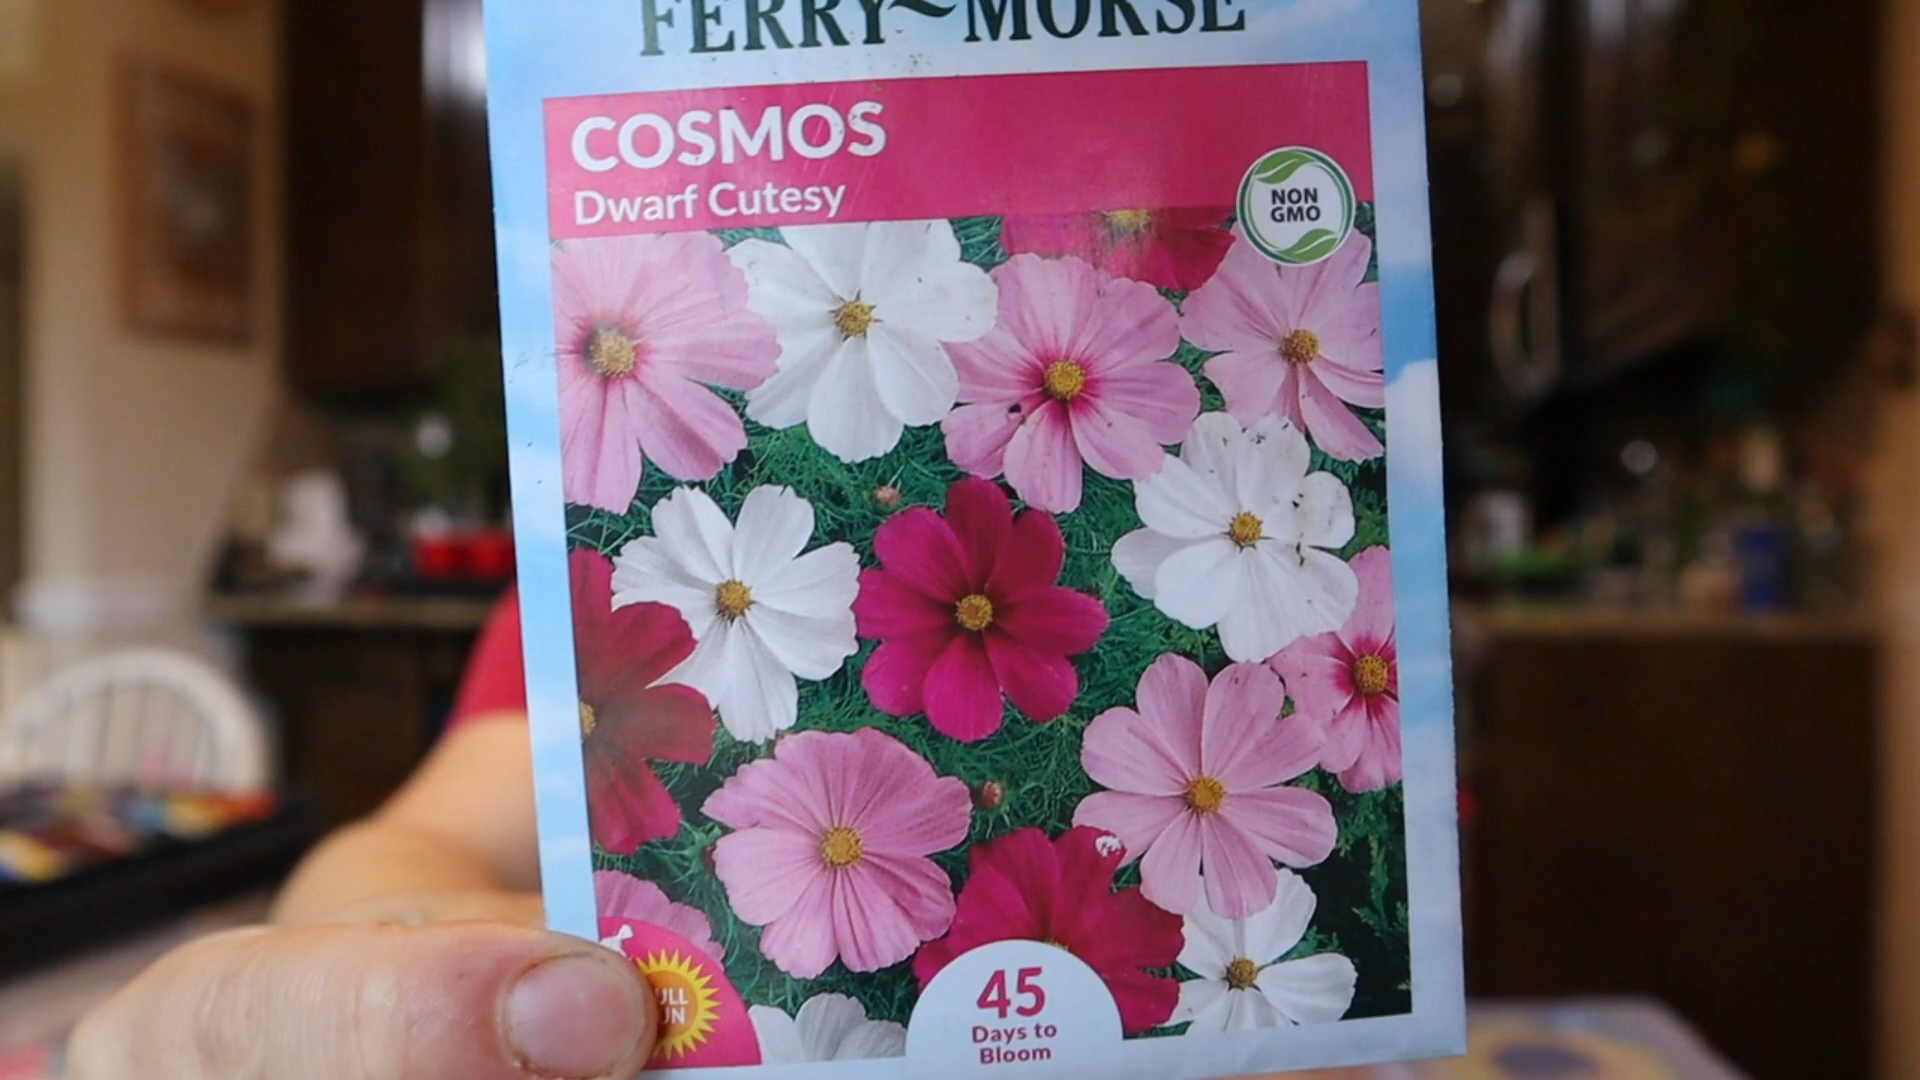 FERRY~MORSE
COSMOS
Dwarf Cutesy
NON
GMO
45
Days to
Bloom